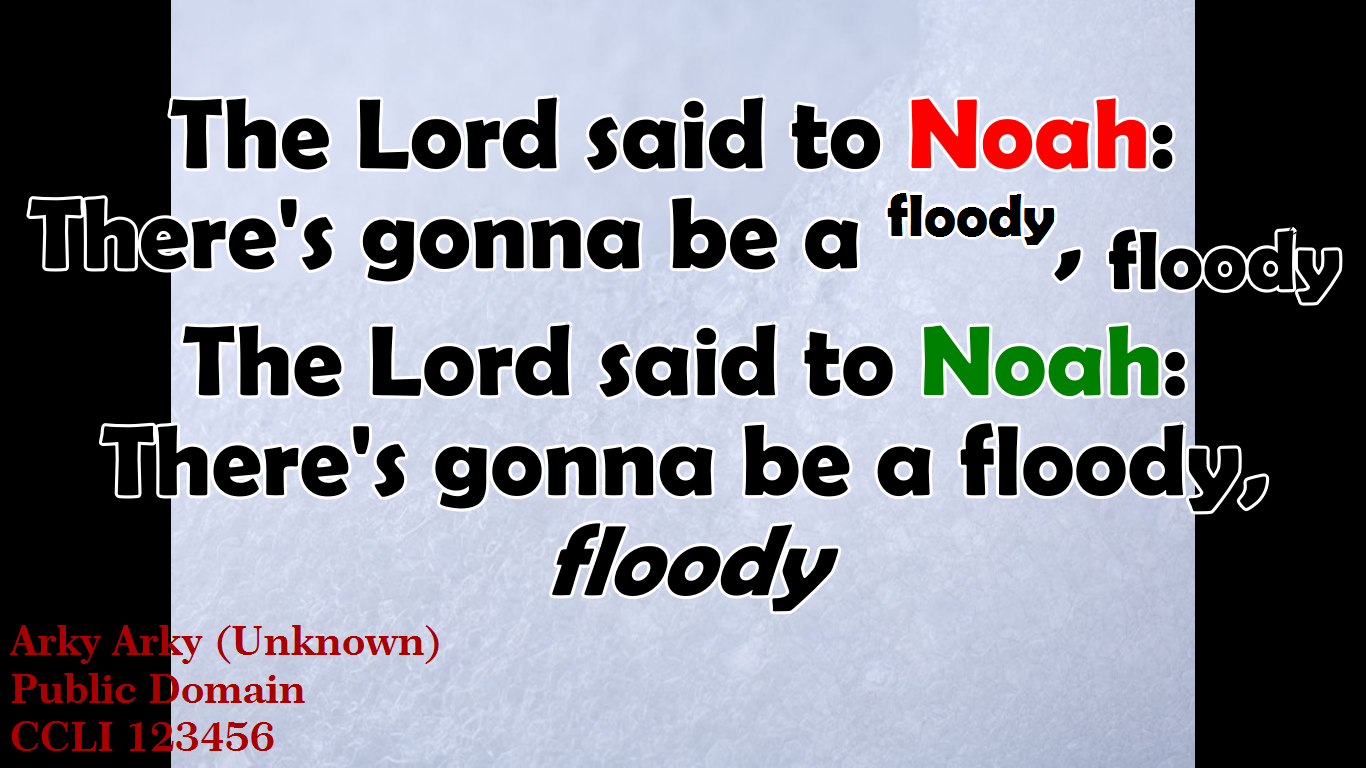 The Lord said to Noah:
There's gonna be a floody, floody
The Lord said to Noah:
There's gonna be a floody,
floody
Arky Arky (Unknown)
Public Domain
CCLI 123456